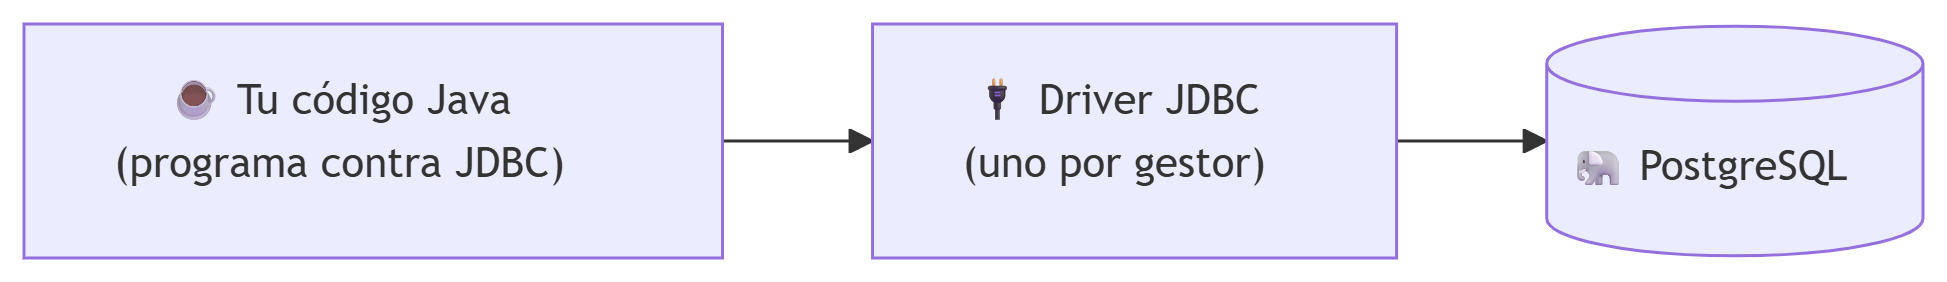 ☕ Tu código Java
(programa contra JDBC)
🔌 Driver JDBC
(uno por gestor)
🐘 PostgreSQL